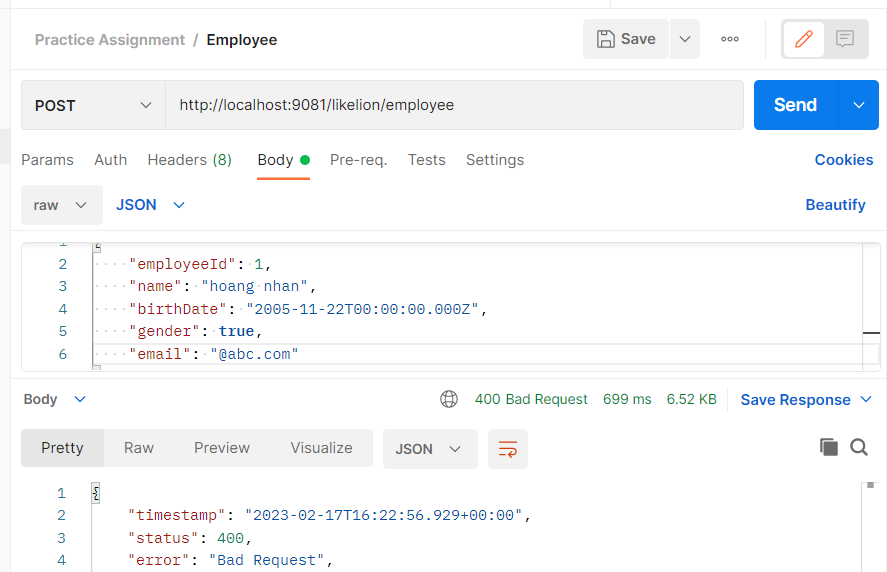 Practice Assignment / Employee Save
POST http://localhost:9081/likelion/employee Send
Params Auth Headers (8) Body Pre-req. Tests Settings Cookies
raw JSON Beautify
1 {
2 "employeeId": 1,
3 "name": "hoang nhan",
4 "birthDate": "2005-11-22T00:00:00.000Z",
5 "gender": true,
6 "email": "@abc.com"
Body 400 Bad Request 699 ms 6.52 KB Save Response
Pretty Raw Preview Visualize JSON
1 {
2 "timestamp": "2023-02-17T16:22:56.929+00:00",
3 "status": 400,
4 "error": "Bad Request",